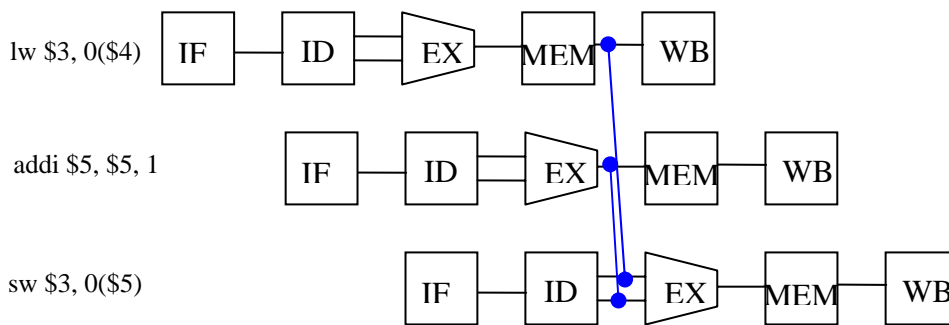 lw $3, 0($4) IF ID EX MEM WB
addi $5, $5, 1 IF ID EX MEM WB
sw $3, 0($5) IF ID EX MEM WB